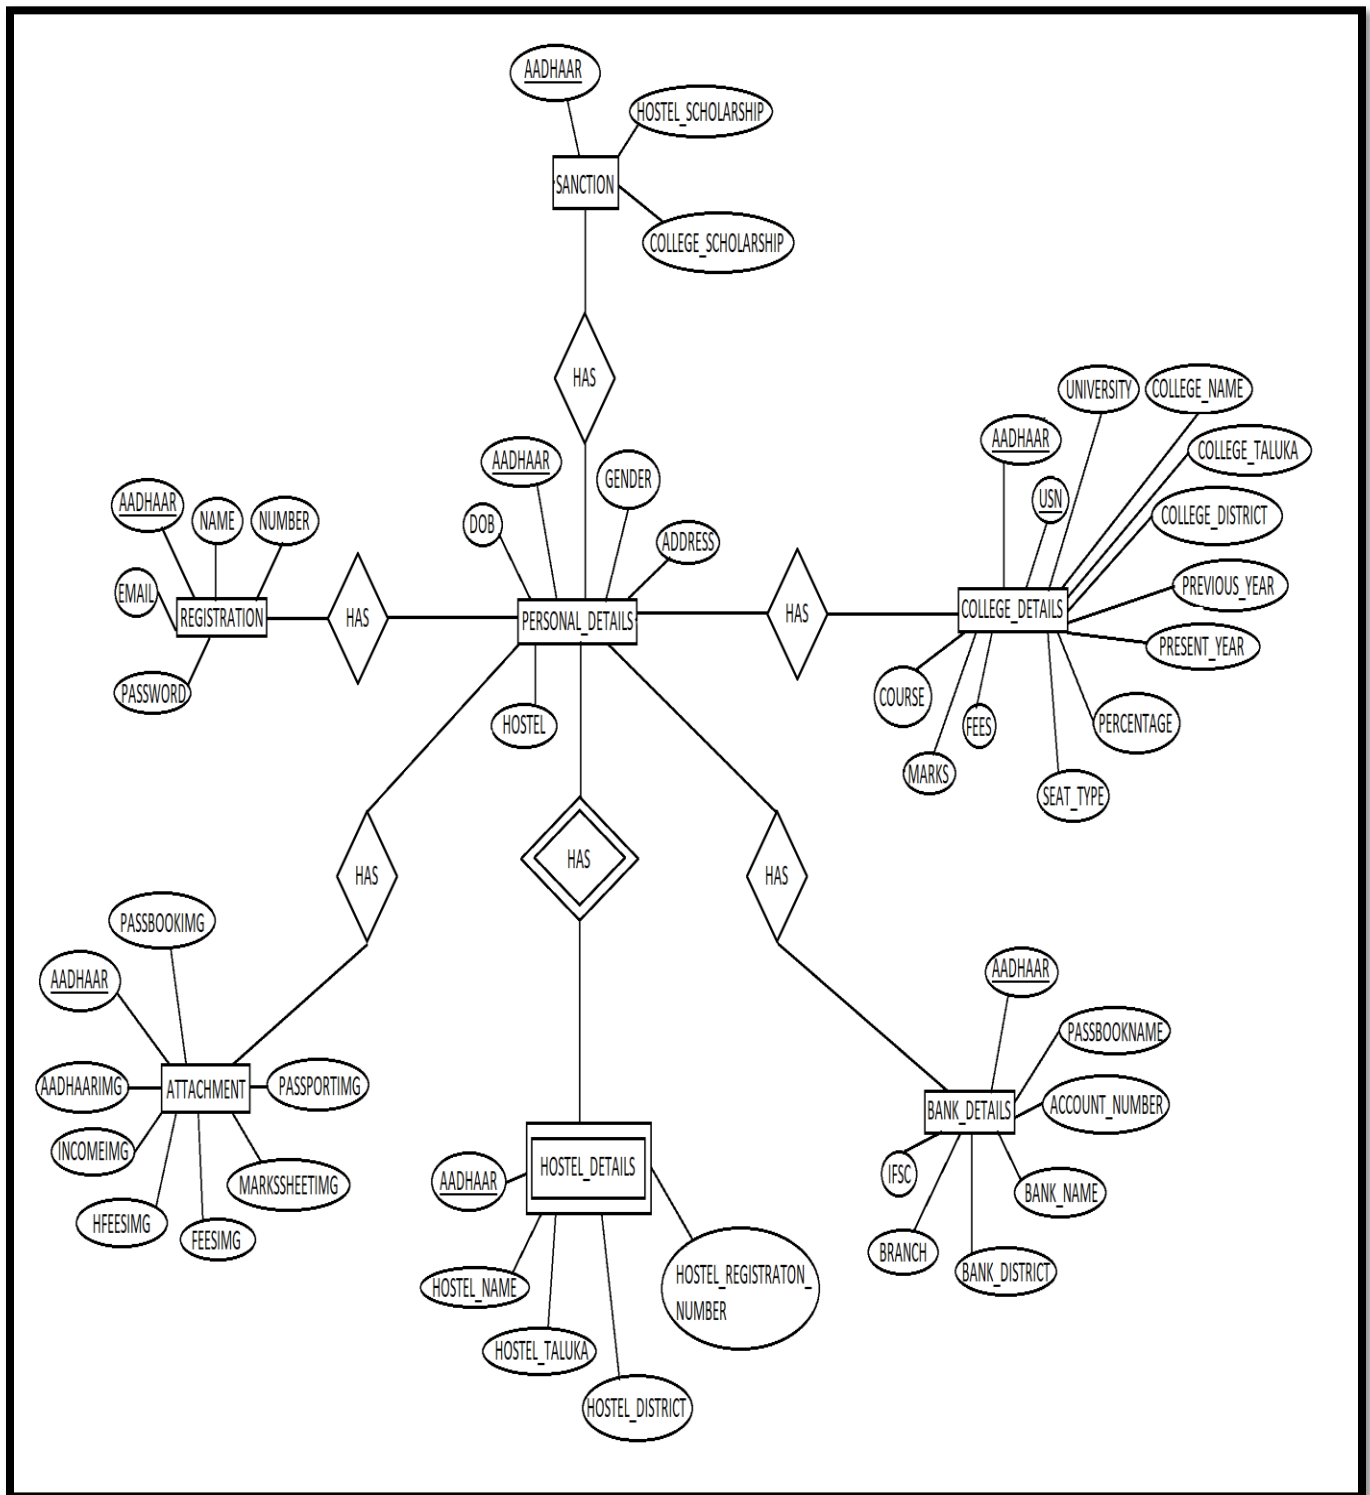 AADHAAR
HOSTEL_SCHOLARSHIP
SANCTION
COLLEGE_SCHOLARSHIP
HAS
UNIVERSITY
COLLEGE_NAME
AADHAAR
COLLEGE_TALUKA
USN
COLLEGE_DISTRICT
AADHAAR
GENDER
DOB
ADDRESS
AADHAAR
NAME
NUMBER
EMAIL
REGISTRATION
HAS
PERSONAL_DETAILS
HAS
COLLEGE_DETAILS
PREVIOUS_YEAR
PRESENT_YEAR
PASSWORD
HOSTEL
COURSE
FEES
PERCENTAGE
MARKS
SEAT_TYPE
HAS
HAS
HAS
PASSBOOKIMG
AADHAAR
AADHAARIMG
ATTACHMENT
PASSPORTIMG
INCOMEIMG
MARKSSHEETIMG
HFEESIMG
FEESIMG
AADHAAR
HOSTEL_DETAILS
HOSTEL_NAME
HOSTEL_REGISTRATON_
NUMBER
HOSTEL_TALUKA
HOSTEL_DISTRICT
AADHAAR
PASSBOOKNAME
BANK_DETAILS
ACCOUNT_NUMBER
IFSC
BANK_NAME
BRANCH
BANK_DISTRICT